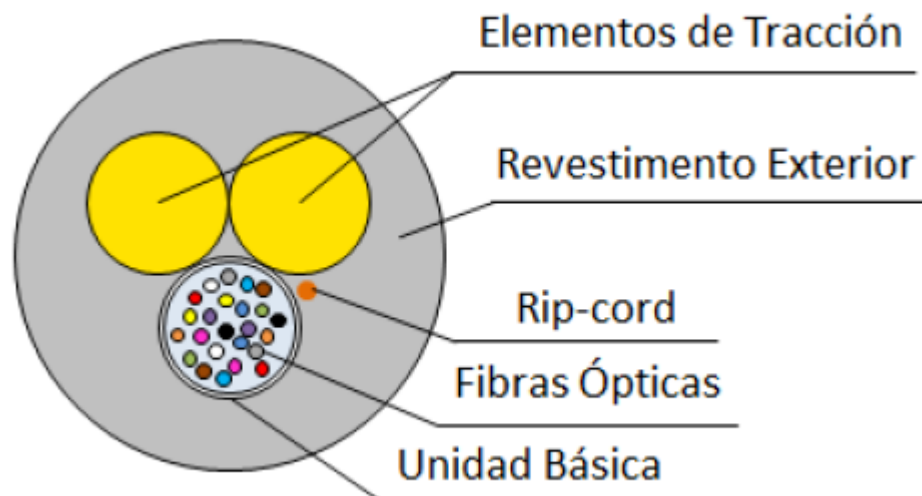 Elementos de Tracción
Revestimento Exterior
Rip-cord
Fibras Ópticas
Unidad Básica